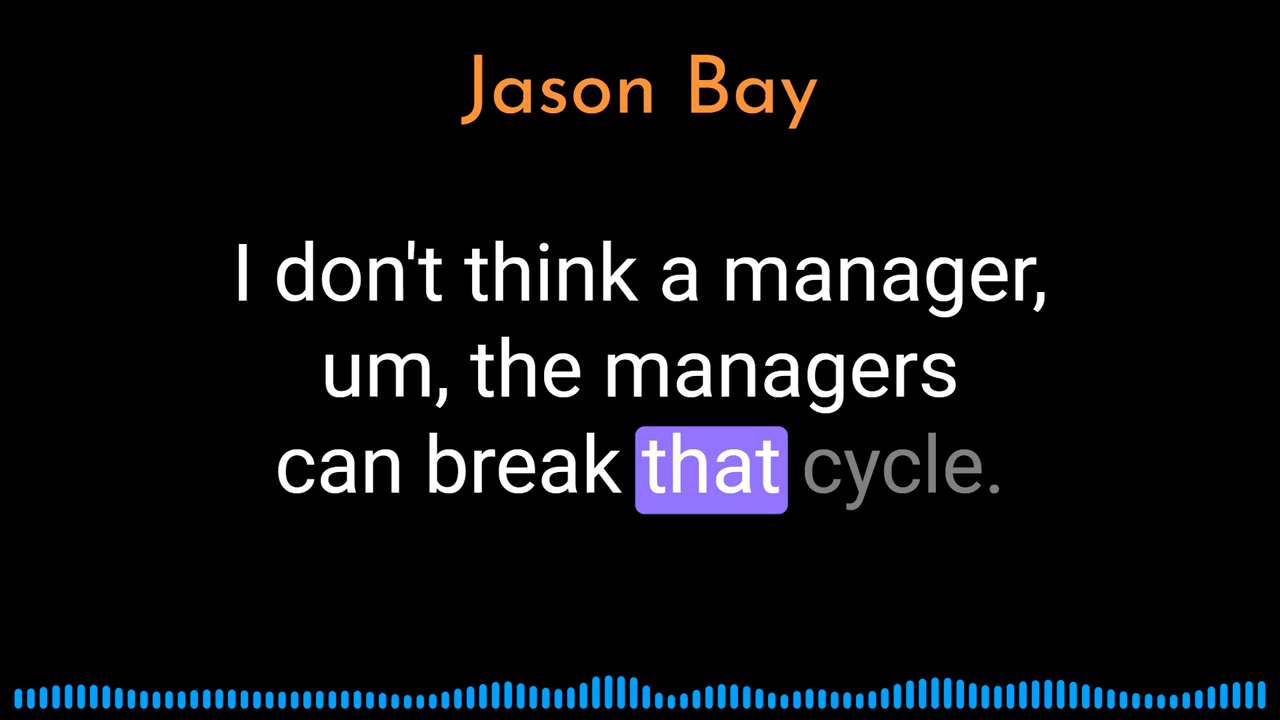 Jason Bay
I don't think a manager,
um, the managers
can break that cycle.